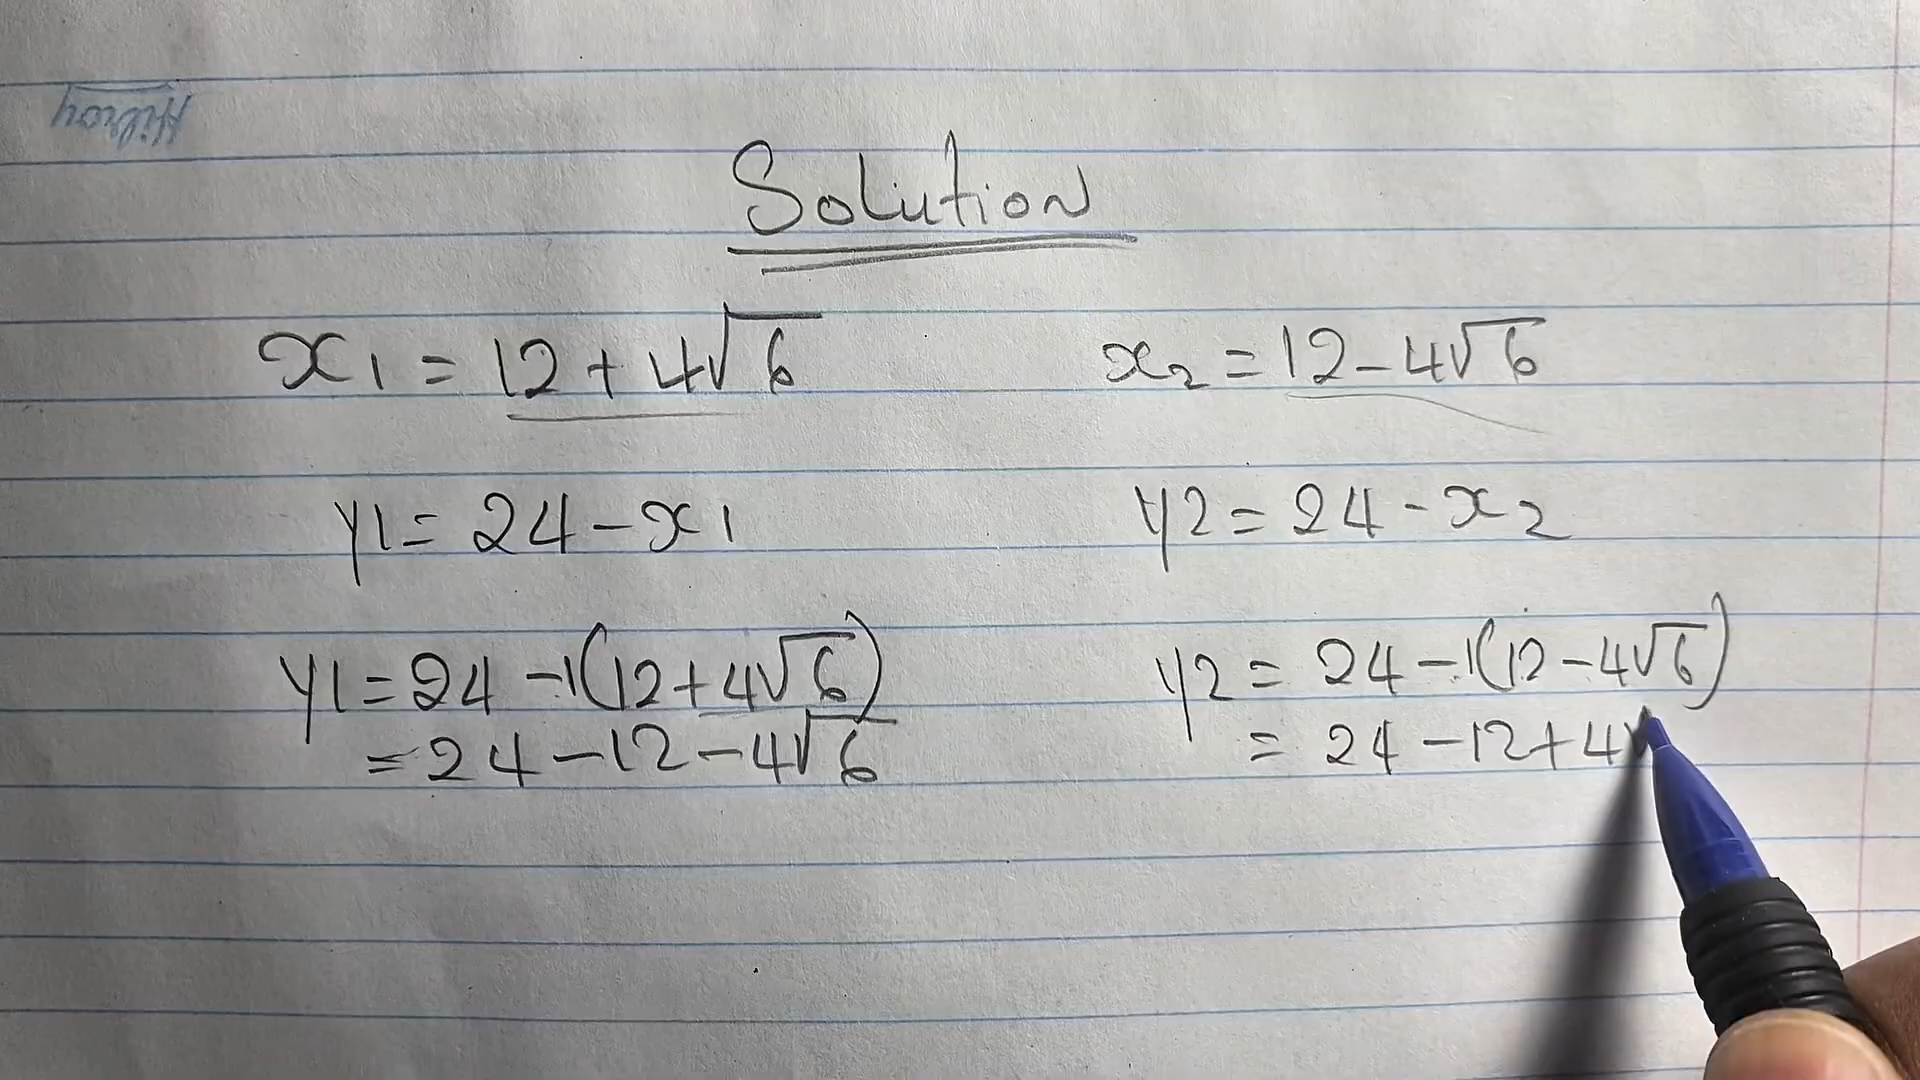 Hilroy
Solution
x1 = 12 + 4√6
x2 = 12 - 4√6
y1 = 24 - x1
y2 = 24 - x2
y1 = 24 -1(12 + 4√6)
y2 = 24 -1(12 - 4√6)
= 24 - 12 - 4√6
= 24 - 12 + 4√